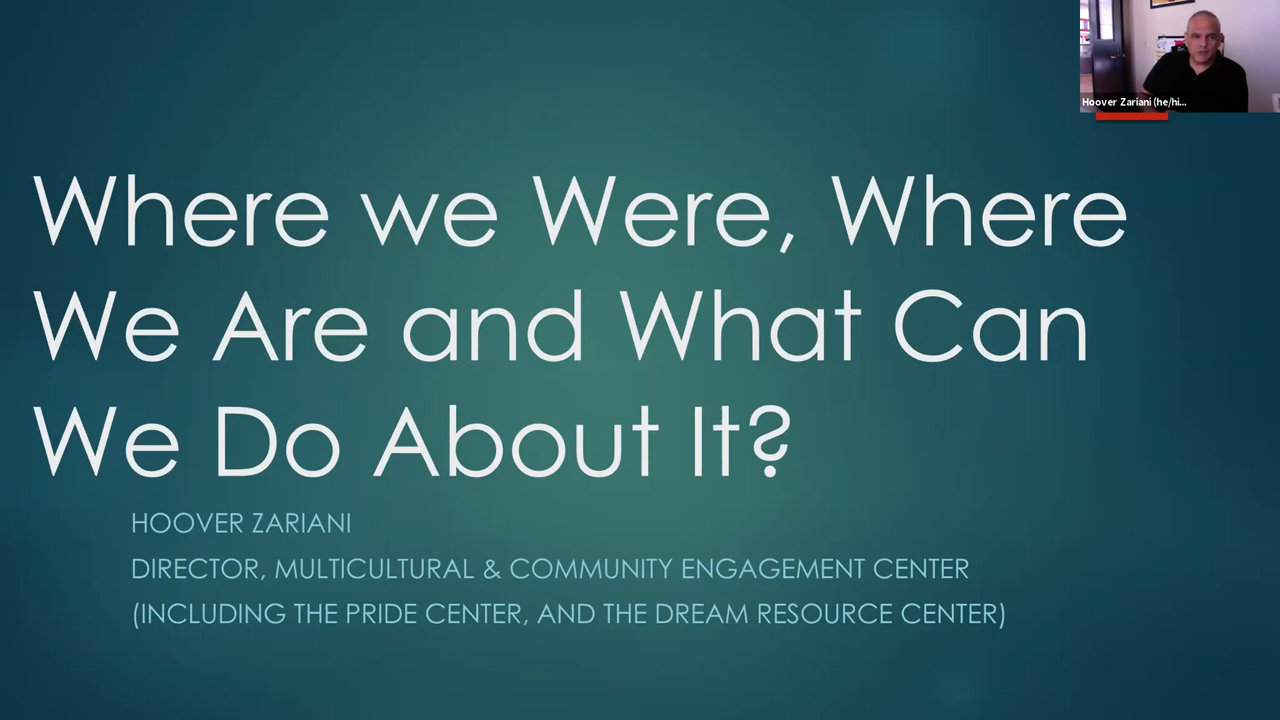 Hoover Zariani (he/hi...
Where we Were, Where
We Are and What Can
We Do About It?
HOOVER ZARIANI
DIRECTOR, MULTICULTURAL & COMMUNITY ENGAGEMENT CENTER
(INCLUDING THE PRIDE CENTER, AND THE DREAM RESOURCE CENTER)